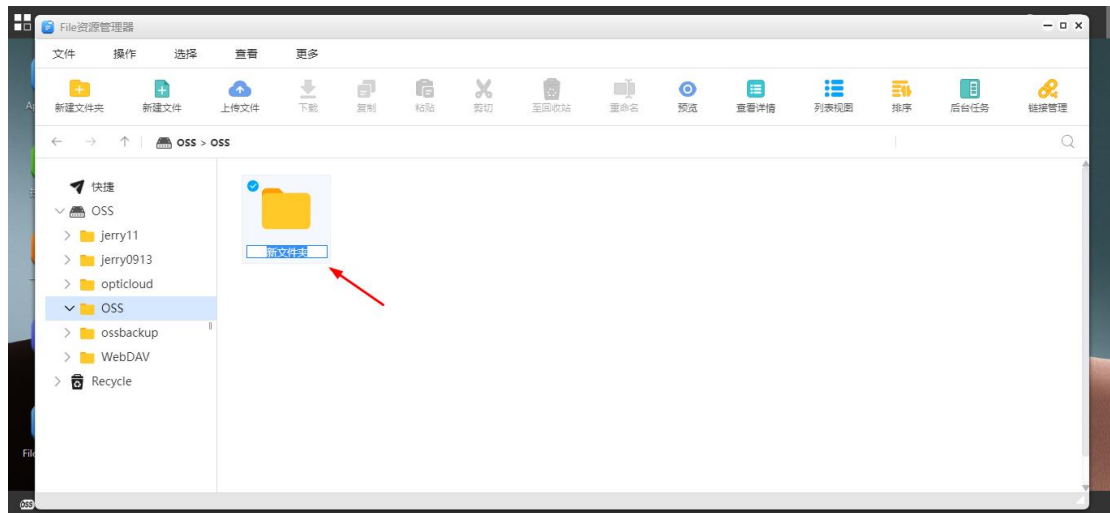 File资源管理器
文件 操作 选择 查看 更多
新建文件夹 新建文件 上传文件 下载 复制 粘贴 剪切 至回收站 重命名 预览 查看详情 列表视图 排序 后台任务 链接管理
OSS > OSS
快捷
OSS
jerry11
jerry0913
opticloud
OSS
ossbackup
WebDAV
Recycle
新文件夹
File
OSS